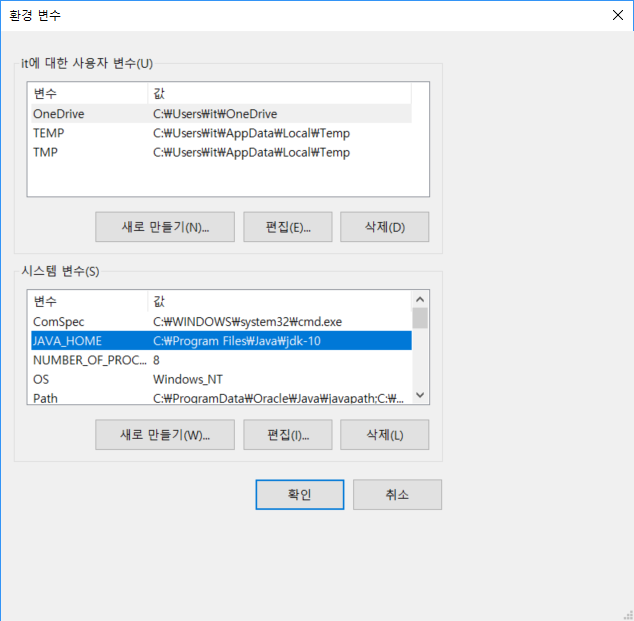 환경 변수
it에 대한 사용자 변수(U)
변수 값
OneDrive C:₩Users₩it₩OneDrive
TEMP C:₩Users₩it₩AppData₩Local₩Temp
TMP C:₩Users₩it₩AppData₩Local₩Temp
새로 만들기(N)... 편집(E)... 삭제(D)
시스템 변수(S)
변수 값
ComSpec C:₩WINDOWS₩system32₩cmd.exe
JAVA_HOME C:₩Program Files₩Java₩jdk-10
NUMBER_OF_PROC... 8
OS Windows_NT
Path C:₩ProgramData₩Oracle₩Java₩javapath;C:₩...
새로 만들기(W)... 편집(I)... 삭제(L)
확인 취소